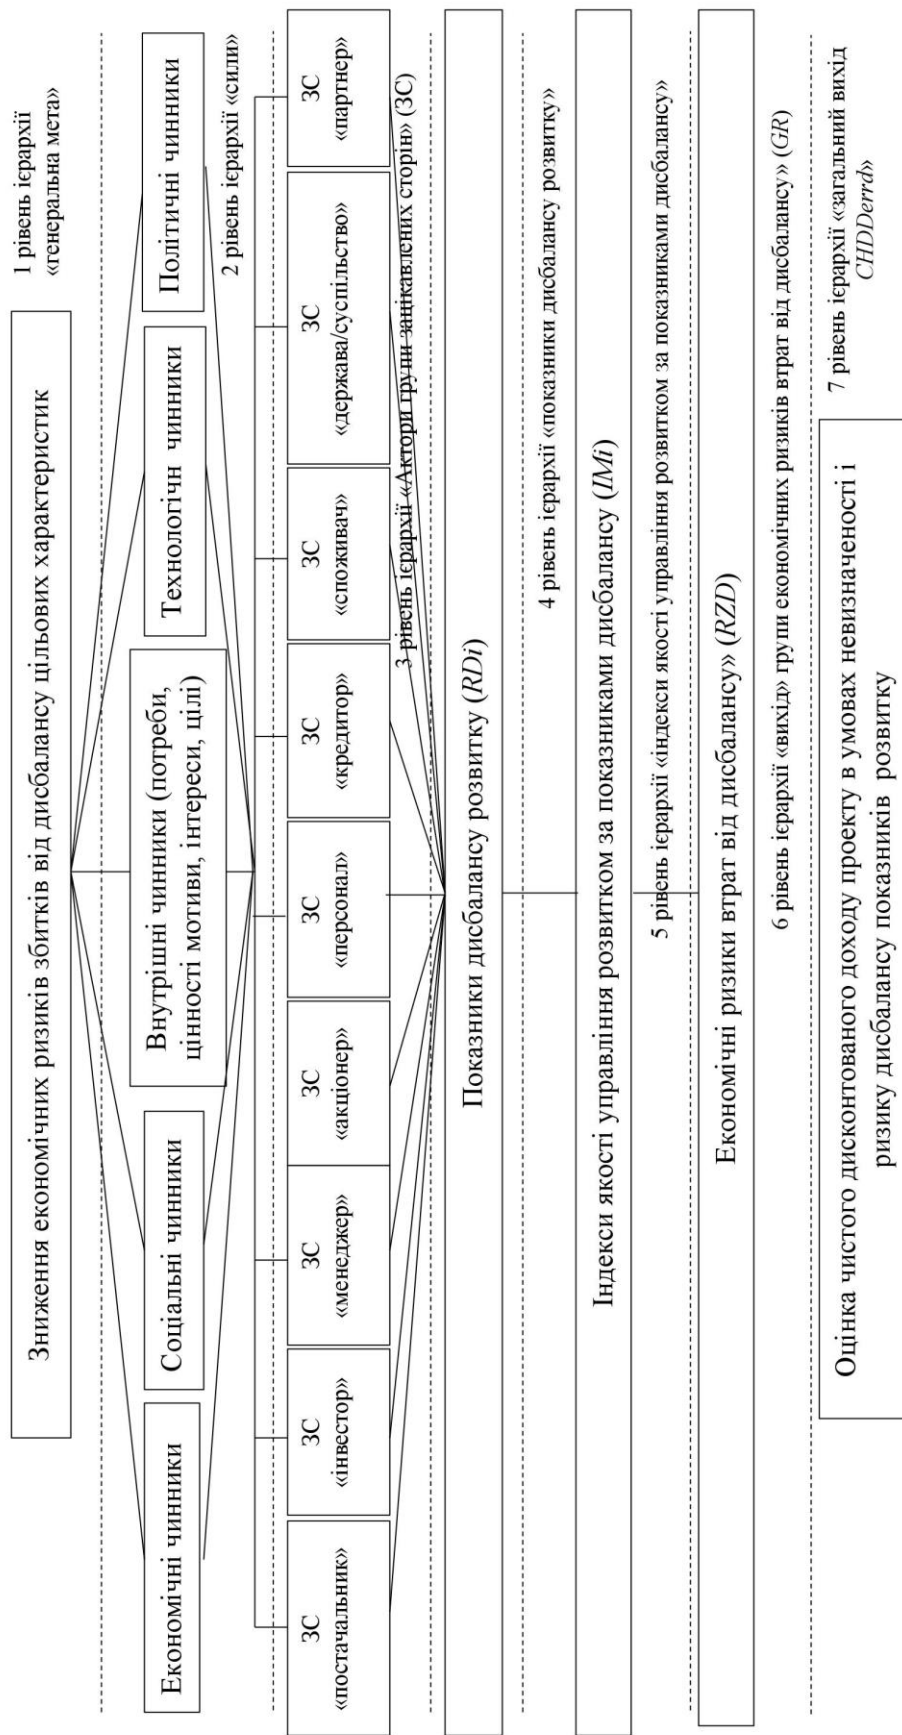 Зниження економічних ризиків збитків від дисбалансу цільових характеристик
1 рівень ієрархії
«генеральна мета»
Економічні чинники
Соціальні чинники
Внутрішні чинники (потреби,
цінності мотиви, інтереси, цілі)
Технологічн чинники
Політичні чинники
2 рівень ієрархії «сили»
ЗС
«постачальник»
ЗС
«інвестор»
ЗС
«менеджер»
ЗС
«акціонер»
ЗС
«персонал»
ЗС
«кредитор»
ЗС
«споживач»
ЗС
«держава/суспільство»
ЗС
«партнер»
3 рівень ієрархії «Актори групи зацікавлених сторін» (ЗС)
Показники дисбалансу розвитку (RDi)
4 рівень ієрархії «показники дисбалансу розвитку»
Індекси якості управління розвитком за показниками дисбалансу (IMi)
5 рівень ієрархії «індекси якості управління розвитком за показниками дисбалансу»
Економічні ризики втрат від дисбалансу» (RZD)
6 рівень ієрархії «вихід» групи економічних ризиків втрат від дисбалансу» (GR)
Оцінка чистого дисконтованого доходу проекту в умовах невизначеності і
ризику дисбалансу показників розвитку
7 рівень ієрархії «загальний вихід
CHDDerrd»